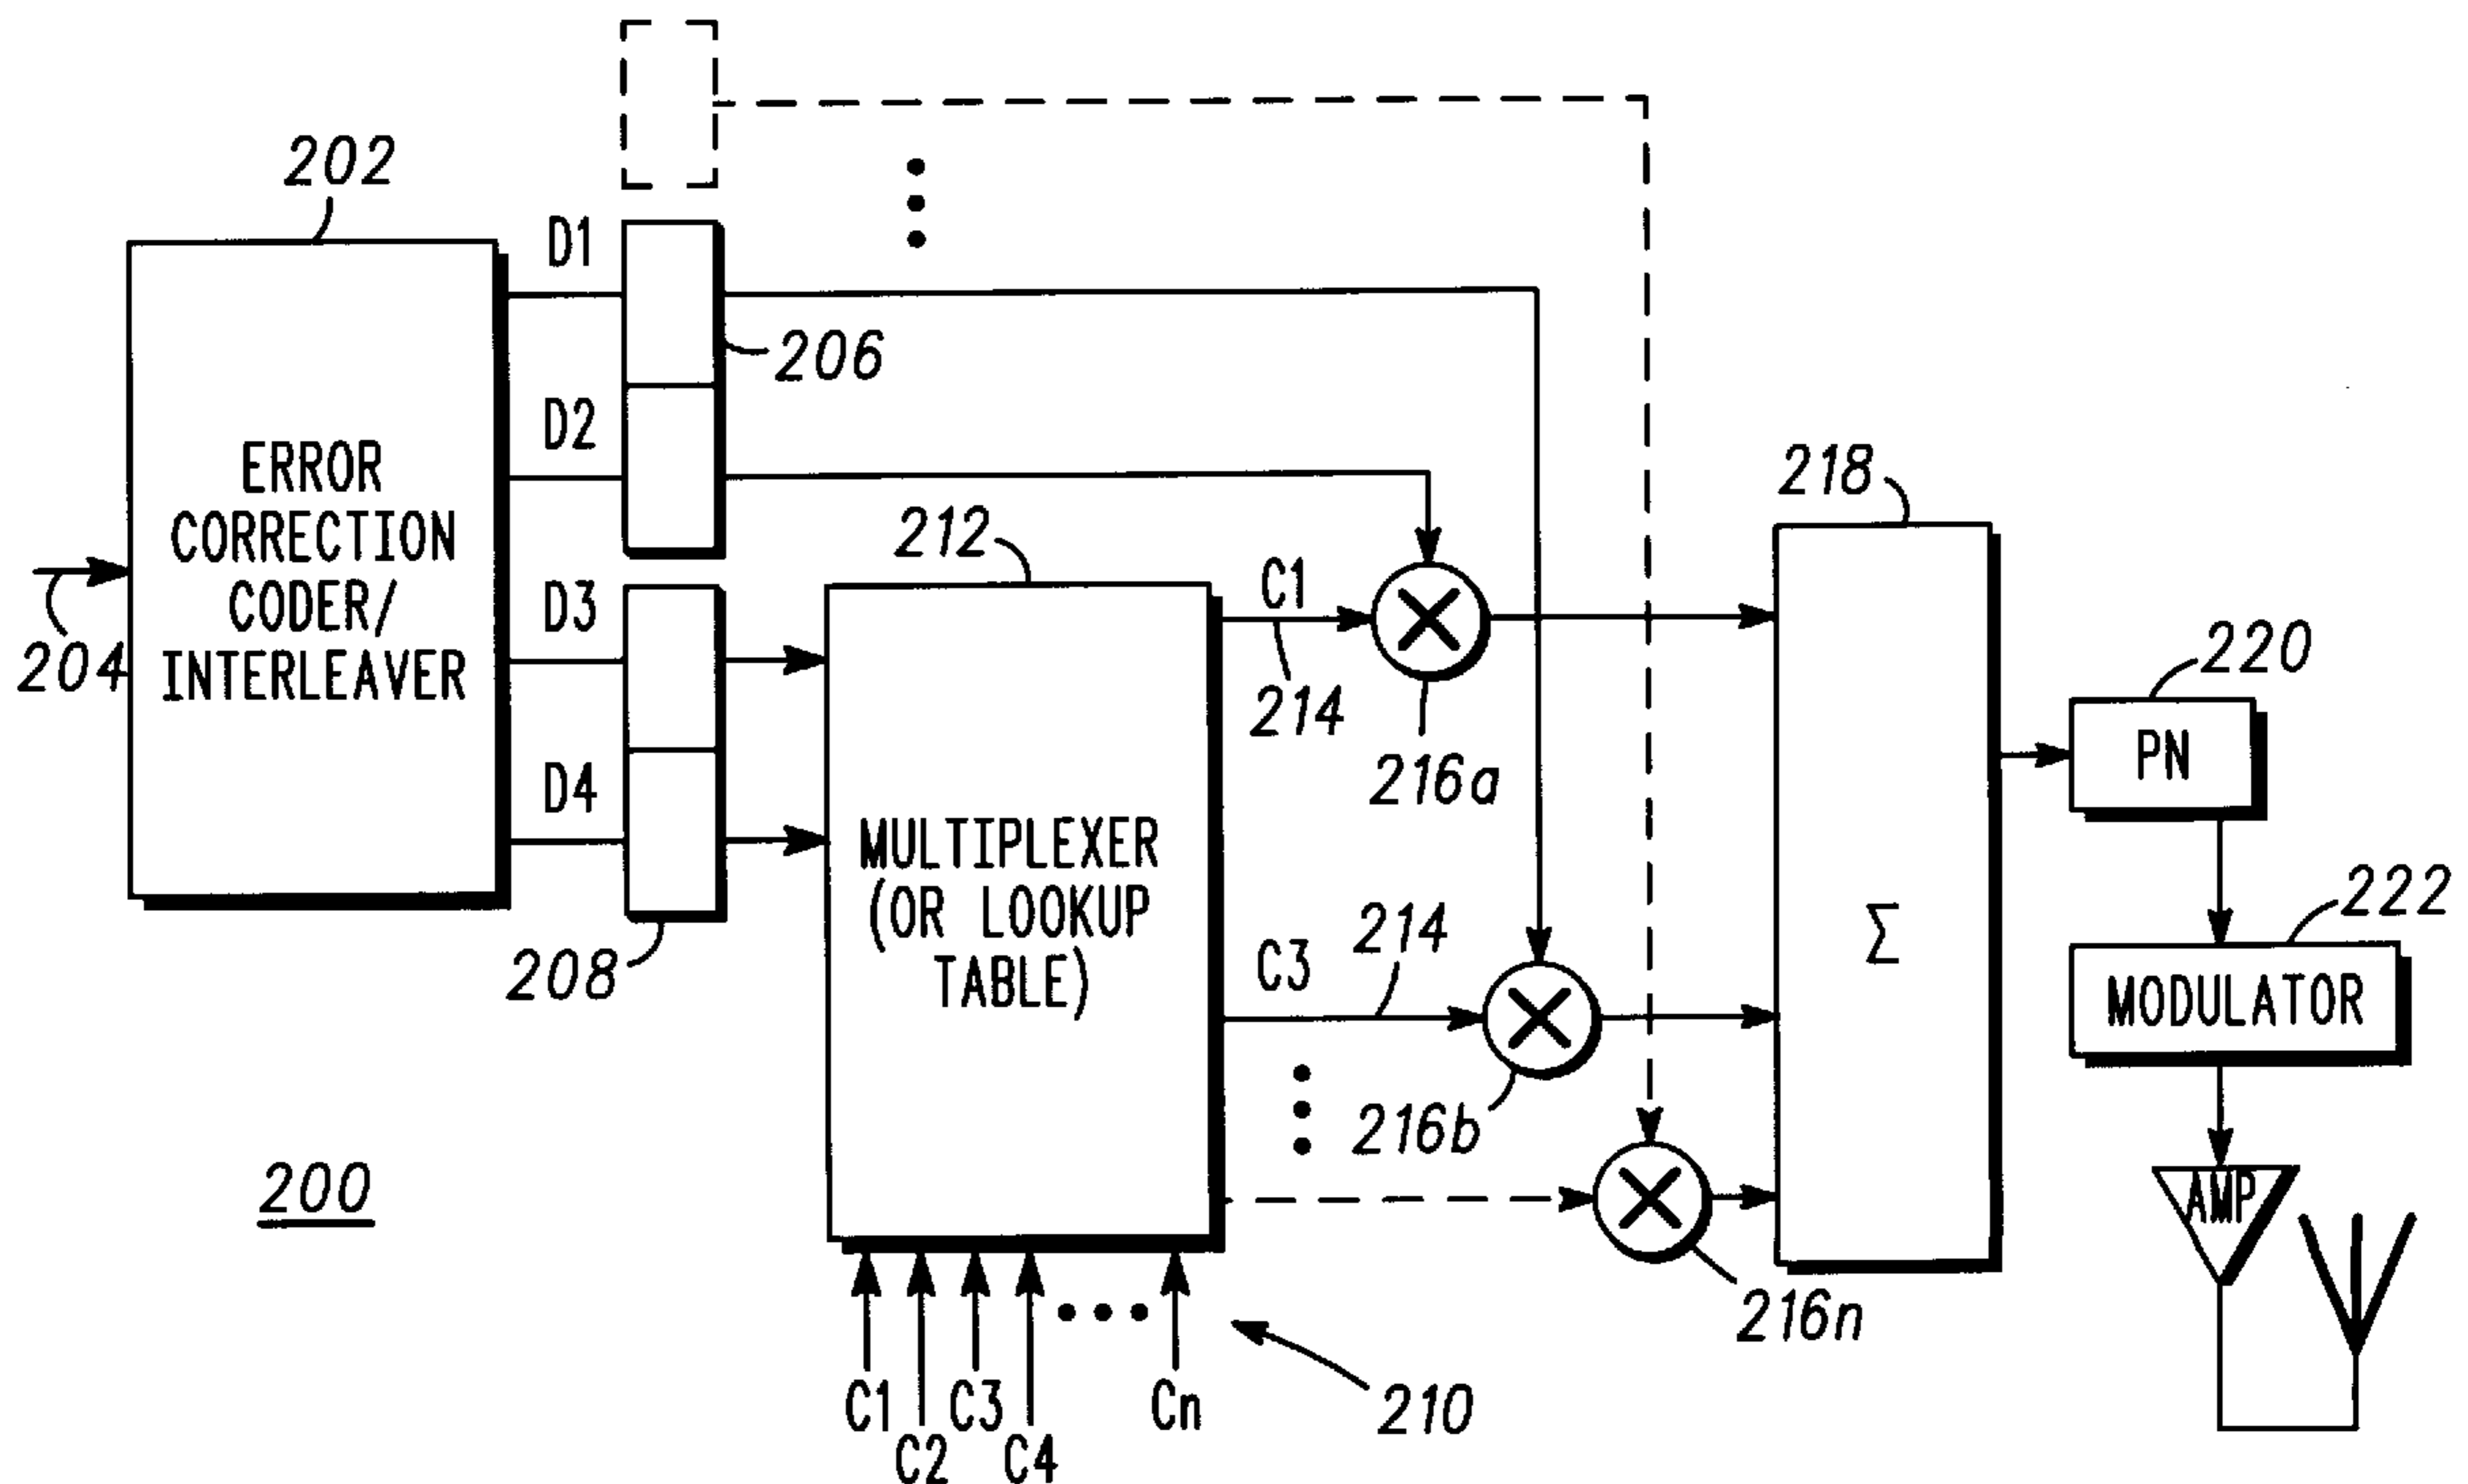 202
D1
206
D2
ERROR
CORRECTION
CODER/
INTERLEAVER
204
D3
D4
208
212
MULTIPLEXER
(OR LOOKUP
TABLE)
C1
214
216a
C3
214
216b
216n
218
Σ
220
PN
222
MODULATOR
AMP
200
C1
C2
C3
C4
Cn
210